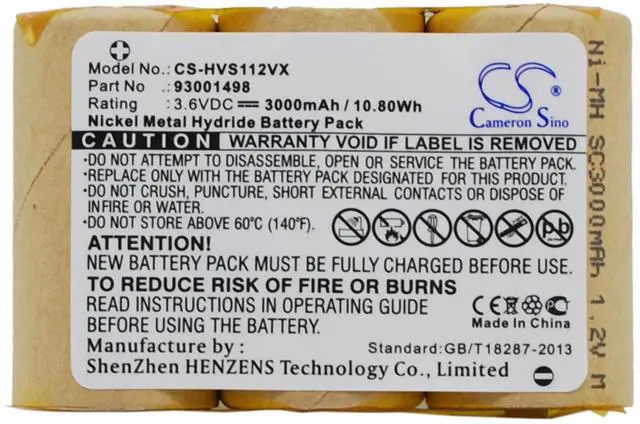 Model No.: CS-HVS112VX
Part No. :93001498
Rating : 3.6VDC 3000mAh / 10.80Wh
Nickel Metal Hydride Battery Pack
CS
Cameron Sino
CAUTION: WARRANTY VOID IF LABEL IS REMOVED
•DO NOT ATTEMPT TO DISASSEMBLE, OPEN OR SERVICE BATTERY PACK.
•REPLACE ONLY WITH THE BATTERY DESIGNATED FOR THIS PRODUCT.
•DO NOT CRUSH, PUNCTURE, SHORT EXTERNAL CONTACTS OR DISPOSE OF
IN FIRE OR WATER.
•DO NOT STORE ABOVE 60°C (140°F).
ATTENTION!
NEW BATTERY PACK MUST BE FULLY CHARGED BEFORE USE
TO REDUCE RISK OF FIRE OR BURNS
READ INSTRUCTIONS IN OPERATING GUIDE
BEFORE USING THE BATTERY PACK
CE
Made In China
Manufacture by :
ShenZhen HENZENS Technology Co., Limited
Standard:GB/T18287-2013
Ni-MH SC3000mAh 1.2V M